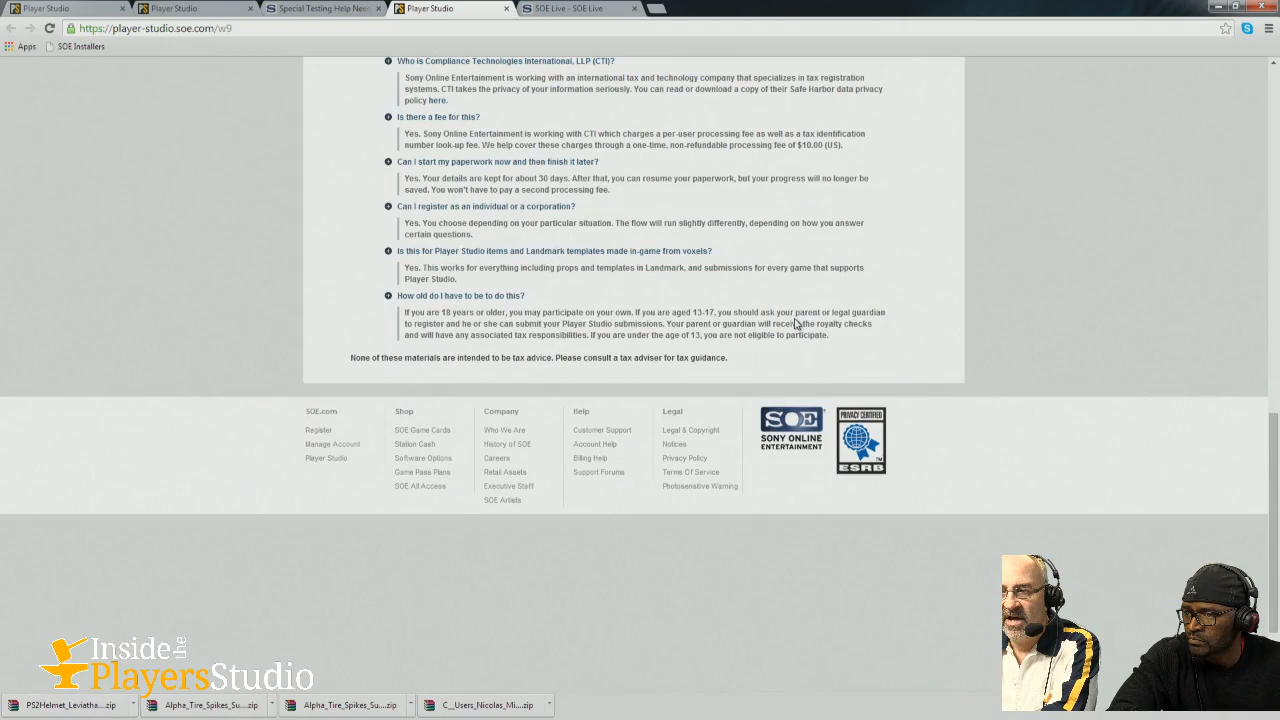 Player Studio
Player Studio
Special Testing Help Nee
Player Studio
SOE Live - SOE Live
https://player-studio.soe.com/w9
Apps
SOE Installers
Who is Compliance Technologies International, LLP (CTI)?
Sony Online Entertainment is working with an international tax and technology company that specializes in tax registration
systems. CTI takes the privacy of your information seriously. You can read or download a copy of their Safe Harbor data privacy
policy here.
Is there a fee for this?
Yes. Sony Online Entertainment is working with CTI which charges a per-user processing fee as well as a tax identification
number look-up fee. We help cover these charges through a one-time, non-refundable processing fee of $10.00 (US).
Can I start my paperwork now and then finish it later?
Yes. Your details are kept for about 30 days. After that, you can resume your paperwork, but your progress will no longer be
saved. You won't have to pay a second processing fee.
Can I register as an individual or a corporation?
Yes. You choose depending on your particular situation. The flow will run slightly differently, depending on how you answer
certain questions.
Is this for Player Studio items and Landmark templates made in-game from voxels?
Yes. This works for everything including props and templates in Landmark, and submissions for every game that supports
Player Studio.
How old do I have to be to do this?
If you are 18 years or older, you may participate on your own. If you are aged 13-17, you should ask your parent or legal guardian
to register and he or she can submit your Player Studio submissions. Your parent or guardian will receive the royalty checks
and will have any associated tax responsibilities. If you are under the age of 13, you are not eligible to participate.
None of these materials are intended to be tax advice. Please consult a tax adviser for tax guidance.
SOE.com
Register
Manage Account
Player Studio
Shop
SOE Game Cards
Station Cash
Software Options
Game Pass Plans
SOE All Access
Company
Who We Are
History of SOE
Careers
Retail Assets
Executive Staff
SOE Artists
Help
Customer Support
Account Help
Billing Help
Support Forums
Legal
Legal & Copyright
Notices
Privacy Policy
Terms Of Service
Photosensitive Warning
SOE
SONY ONLINE
ENTERTAINMENT
PRIVACY CERTIFIED
ESRB
Inside the
PlayersStudio
PS2Helmet_Leviatha....zip
Alpha_Tire_Spikes_Su....zip
Alpha_Tire_Spikes_Su....zip
C__Users_Nicolas_Mi....zip